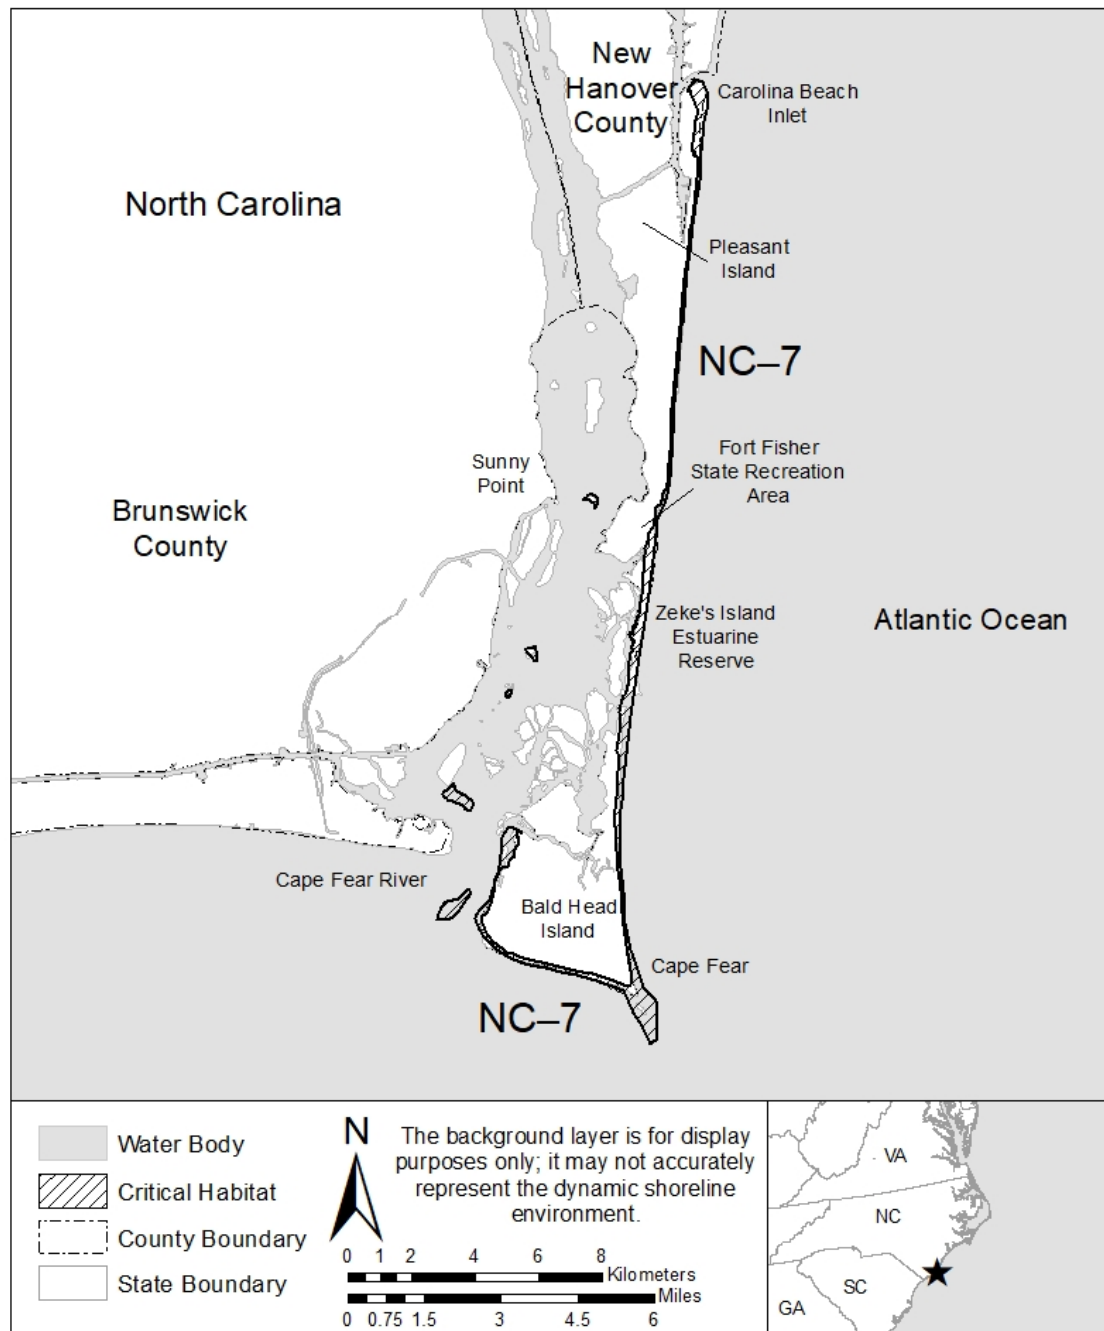 New
Hanover
County
Carolina Beach
Inlet
North Carolina
Pleasant
Island
NC–7
Fort Fisher
State Recreation
Area
Sunny
Point
Brunswick
County
Zeke's Island
Estuarine
Reserve
Atlantic Ocean
Cape Fear River
Bald Head
Island
Cape Fear
NC–7
Water Body
Critical Habitat
County Boundary
State Boundary
N
The background layer is for display
purposes only; it may not accurately
represent the dynamic shoreline
environment.
0 1 2 4 6 8
Kilometers
Miles
0 0.75 1.5 3 4.5 6
VA
NC
SC
GA